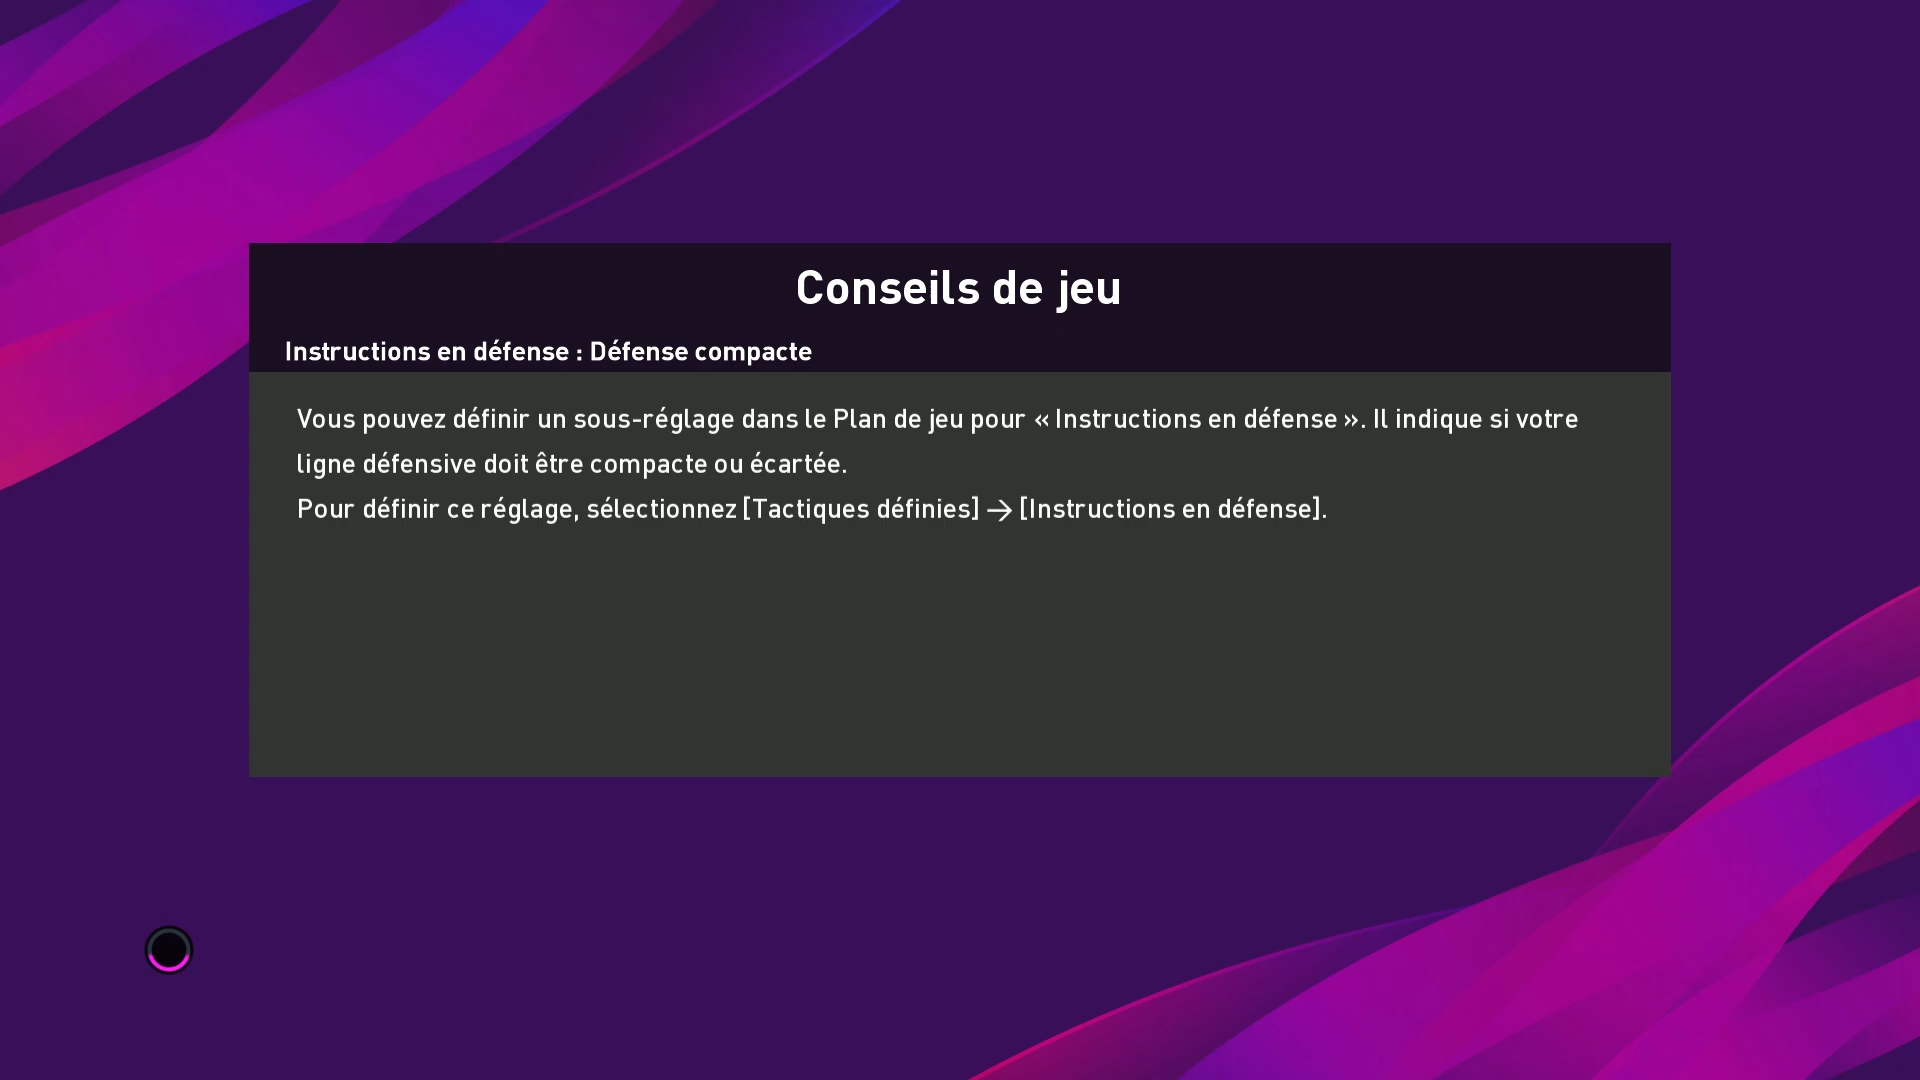 Conseils de jeu
Instructions en défense : Défense compacte
Vous pouvez définir un sous-réglage dans le Plan de jeu pour « Instructions en défense ». Il indique si votre
ligne défensive doit être compacte ou écartée.
Pour définir ce réglage, sélectionnez [Tactiques définies] → [Instructions en défense].